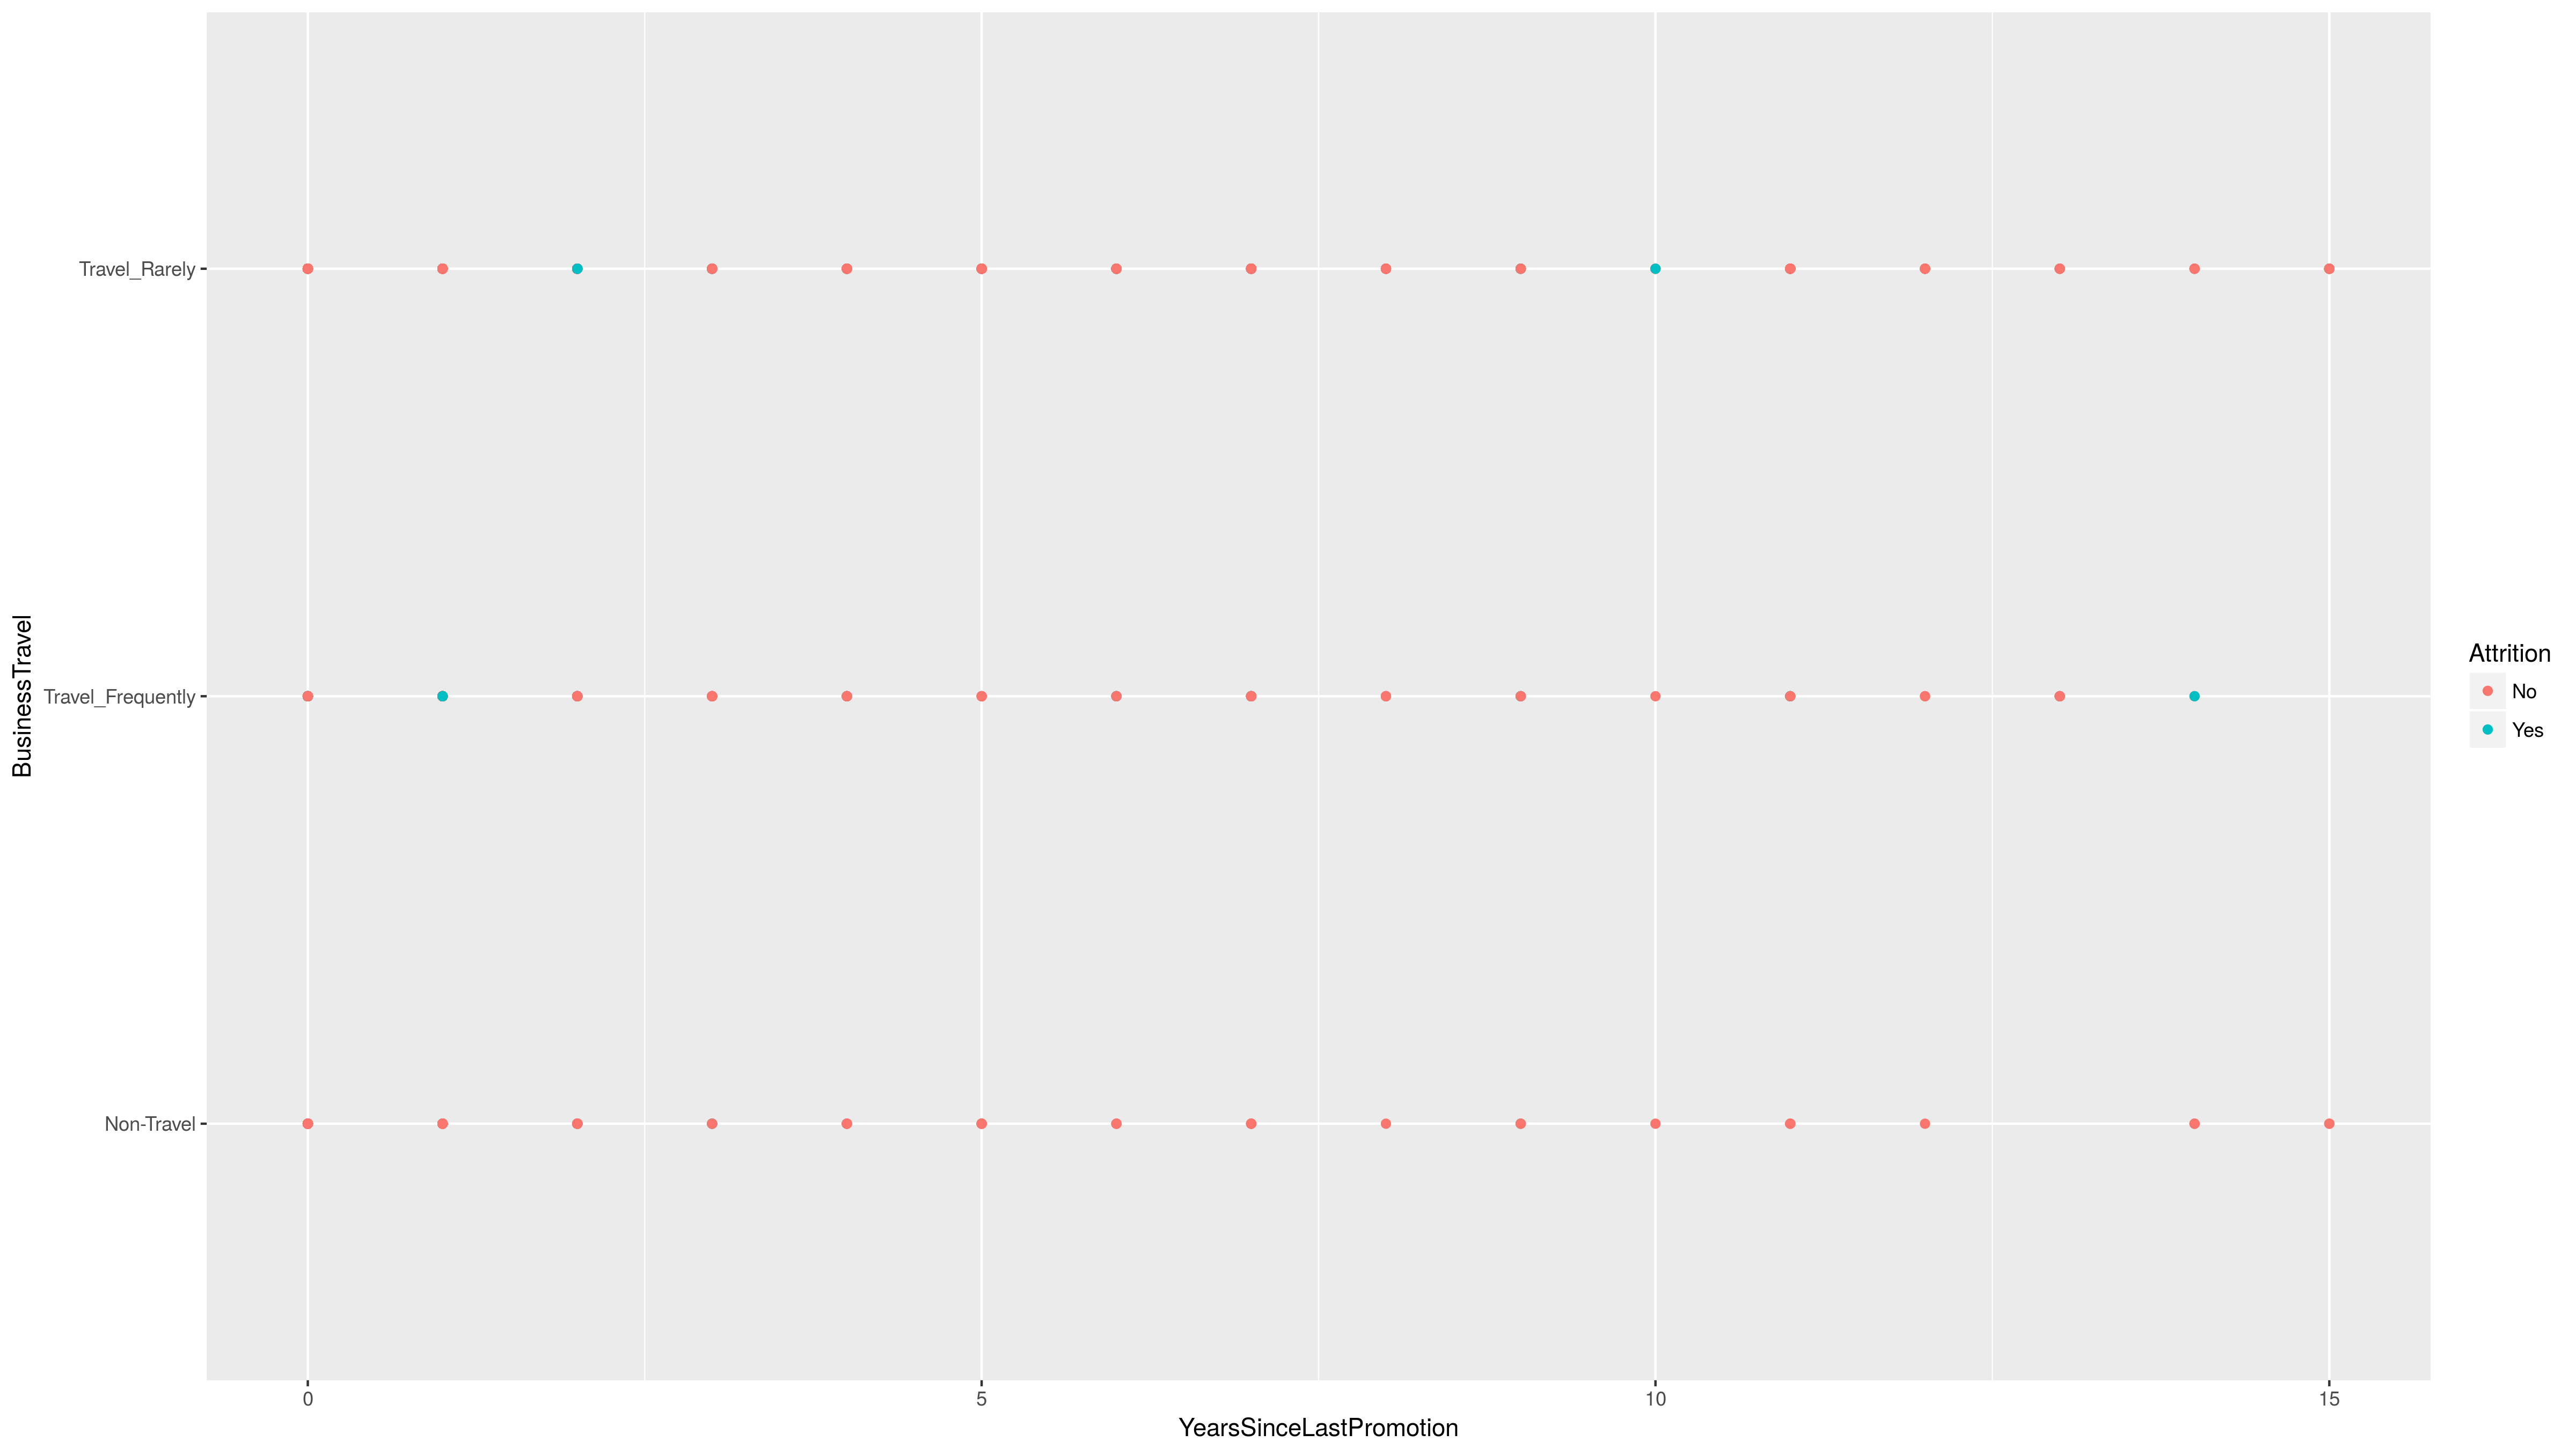 Travel_Rarely
Travel_Frequently
Non-Travel
BusinessTravel
0
5
10
15
YearsSinceLastPromotion
Attrition
No
Yes